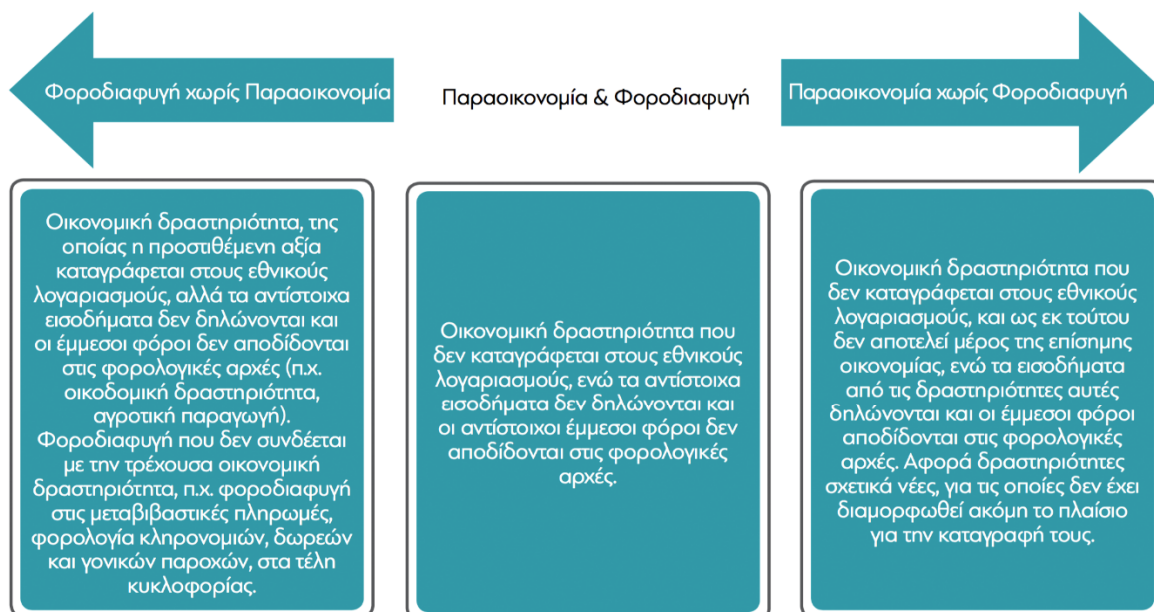 Φοροδιαφυγή χωρίς Παραοικονομία
Παραοικονομία & Φοροδιαφυγή
Παραοικονομία χωρίς Φοροδιαφυγή
Οικονομική δραστηριότητα, της
οποίας η προστιθέμενη αξία
καταγράφεται στους εθνικούς
λογαριασμούς, αλλά τα αντίστοιχα
εισοδήματα δεν δηλώνονται και
οι έμμεσοι φόροι δεν αποδίδονται
στις φορολογικές αρχές (π.χ.
οικοδομική δραστηριότητα,
αγροτική παραγωγή).
Φοροδιαφυγή που δεν συνδέεται
με την τρέχουσα οικονομική
δραστηριότητα, π.χ. φοροδιαφυγή
στις μεταβιβαστικές πληρωμές,
φορολογία κληρονομιών, δωρεών
και γονικών παροχών, στα τέλη
κυκλοφορίας.
Οικονομική δραστηριότητα που
δεν καταγράφεται στους εθνικούς
λογαριασμούς, ενώ τα αντίστοιχα
εισοδήματα δεν δηλώνονται και
οι αντίστοιχοι έμμεσοι φόροι δεν
αποδίδονται στις φορολογικές
αρχές.
Οικονομική δραστηριότητα που
δεν καταγράφεται στους εθνικούς
λογαριασμούς, και ως εκ τούτου
δεν αποτελεί μέρος της επίσημης
οικονομίας, ενώ τα εισοδήματα
από τις δραστηριότητες αυτές
δηλώνονται και οι έμμεσοι φόροι
αποδίδονται στις φορολογικές
αρχές. Αφορά δραστηριότητες
σχετικά νέες, για τις οποίες δεν έχει
διαμορφωθεί ακόμη το πλαίσιο
για την καταγραφή τους.